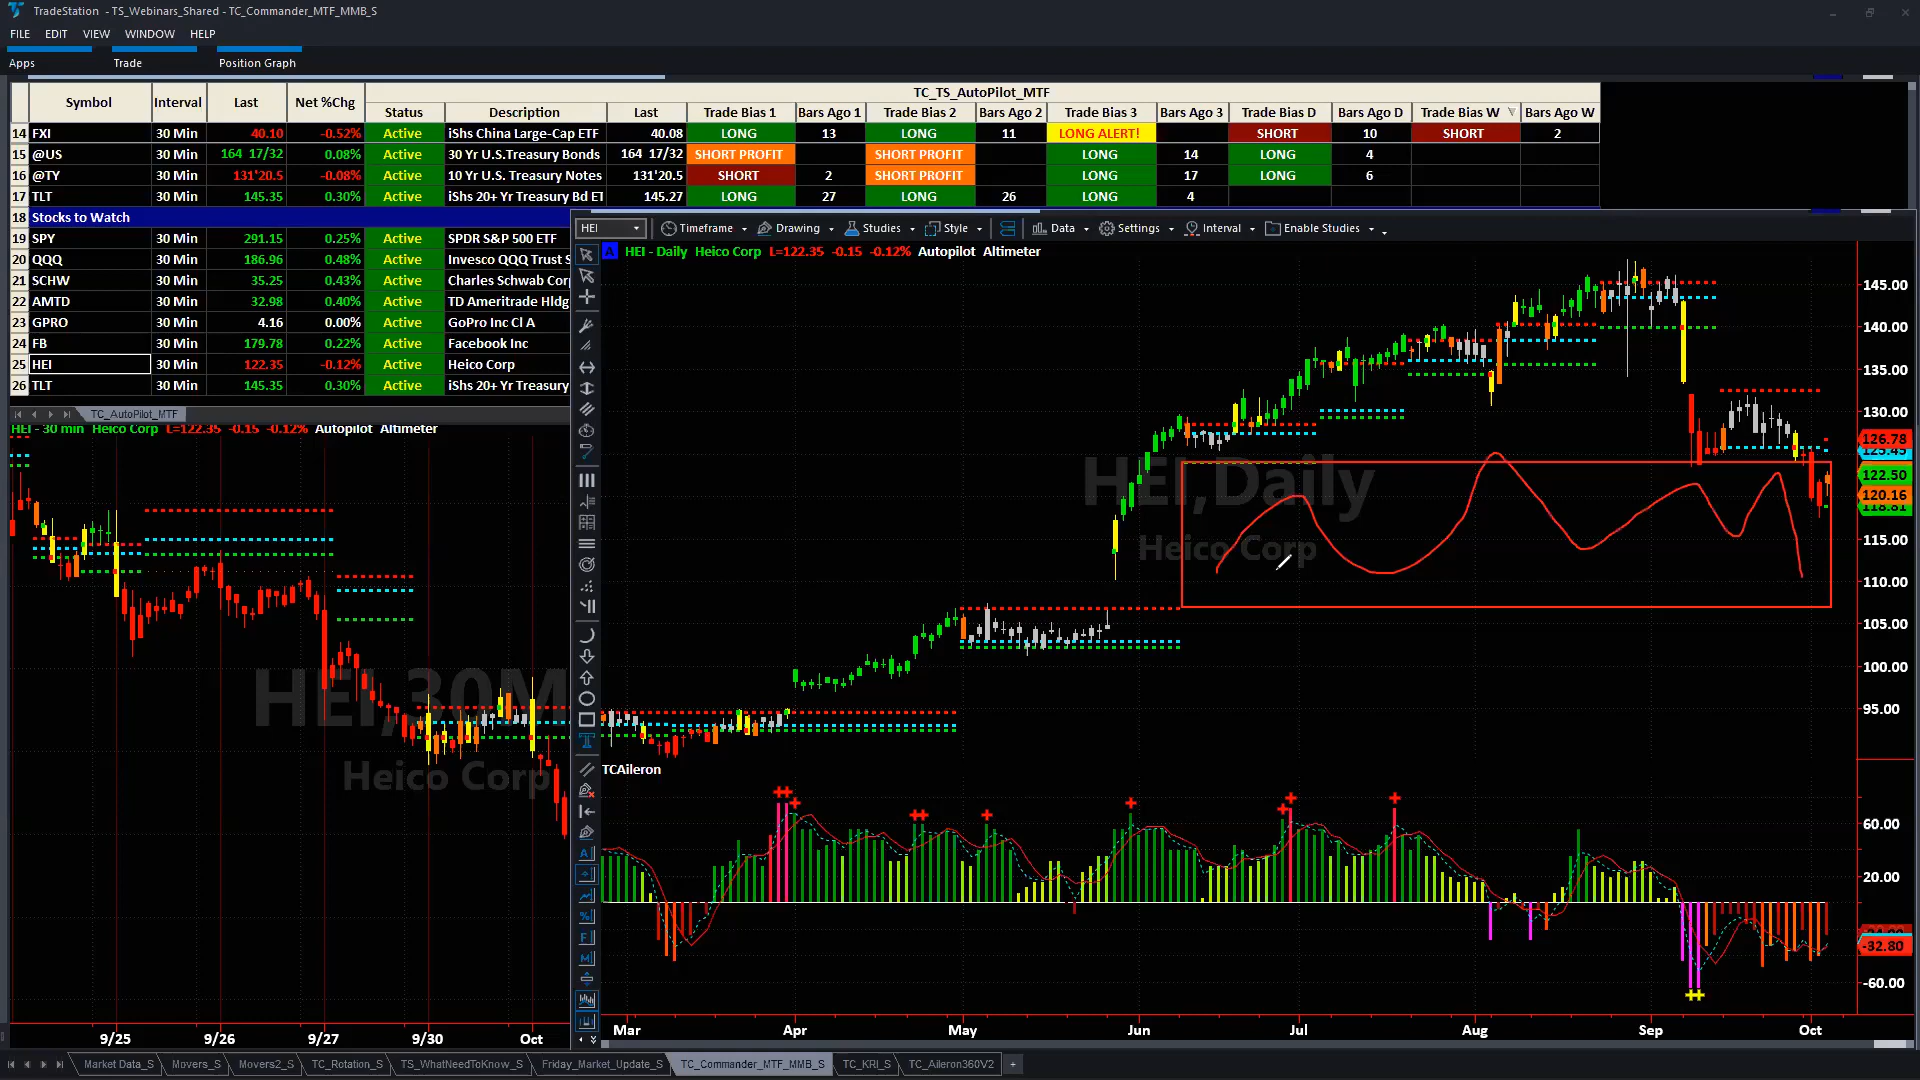 TradeStation - TS_Webinars_Shared - TC_Commander_MTF_MMB_S
FILE EDIT VIEW WINDOW HELP
Apps Trade Position Graph
TC_TS_AutoPilot_MTF
Symbol Interval Last Net %Chg Status Description Last Trade Bias 1 Bars Ago 1 Trade Bias 2 Bars Ago 2 Trade Bias 3 Bars Ago 3 Trade Bias D Bars Ago D Trade Bias W Bars Ago W
14 FXI 30 Min 40.10 -0.52% Active iShs China Large-Cap ETF 40.08 LONG 13 LONG 11 LONG ALERT! SHORT 10 SHORT 2
15 @US 30 Min 164 17/32 0.08% Active 30 Yr U.S.Treasury Bonds 164 17/32 SHORT PROFIT SHORT PROFIT LONG 14 LONG 4
16 @TY 30 Min 131'20.5 -0.08% Active 10 Yr U.S. Treasury Notes 131'20.5 SHORT 2 SHORT PROFIT LONG 17 LONG 6
17 TLT 30 Min 145.35 0.30% Active iShs 20+ Yr Treasury Bd ET 145.27 LONG 27 LONG 26 LONG 4
18 Stocks to Watch
19 SPY 30 Min 291.15 0.25% Active SPDR S&P 500 ETF
20 QQQ 30 Min 186.96 0.48% Active Invesco QQQ Trust S
21 SCHW 30 Min 35.25 0.43% Active Charles Schwab Corp
22 AMTD 30 Min 32.98 0.40% Active TD Ameritrade Hldg
23 GPRO 30 Min 4.16 0.00% Active GoPro Inc Cl A
24 FB 30 Min 179.78 0.22% Active Facebook Inc
25 HEI 30 Min 122.35 -0.12% Active Heico Corp
26 TLT 30 Min 145.35 0.30% Active iShs 20+ Yr Treasury
TC_AutoPilot_MTF
HEI - 30 min Heico Corp L=122.35 -0.15 -0.12% Autopilot Altimeter
HEI,30M
Heico Corp
9/25 9/26 9/27 9/30 Oct
HEI Timeframe Drawing Studies Style Data Settings Interval Enable Studies
A HEI - Daily Heico Corp L=122.35 -0.15 -0.12% Autopilot Altimeter
HEI,Daily
Heico Corp
145.00
140.00
135.00
130.00
126.78
123.45
122.50
120.16
118.81
115.00
110.00
105.00
100.00
95.00
TCAileron
60.00
20.00
-32.80
-60.00
Mar Apr May Jun Jul Aug Sep Oct
Market Data_S Movers_S Movers2_S TC_Rotation_S TS_WhatNeedToKnow_S Friday_Market_Update_S TC_Commander_MTF_MMB_S TC_KRI_S TC_Aileron360V2 +